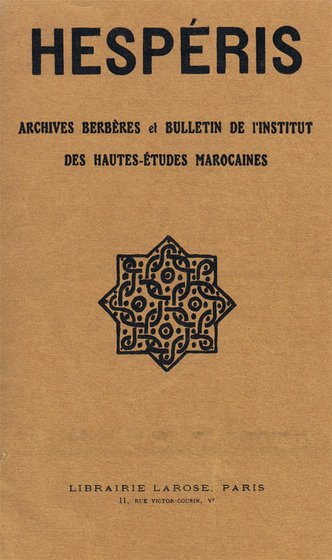 HESPÉRIS
ARCHIVES BERBÈRES et BULLETIN DE l'INSTITUT
DES HAUTES-ÉTUDES MAROCAINES
LIBRAIRIE LAROSE, PARIS
11, RUE VICTOR-COUSIN, Vᵉ